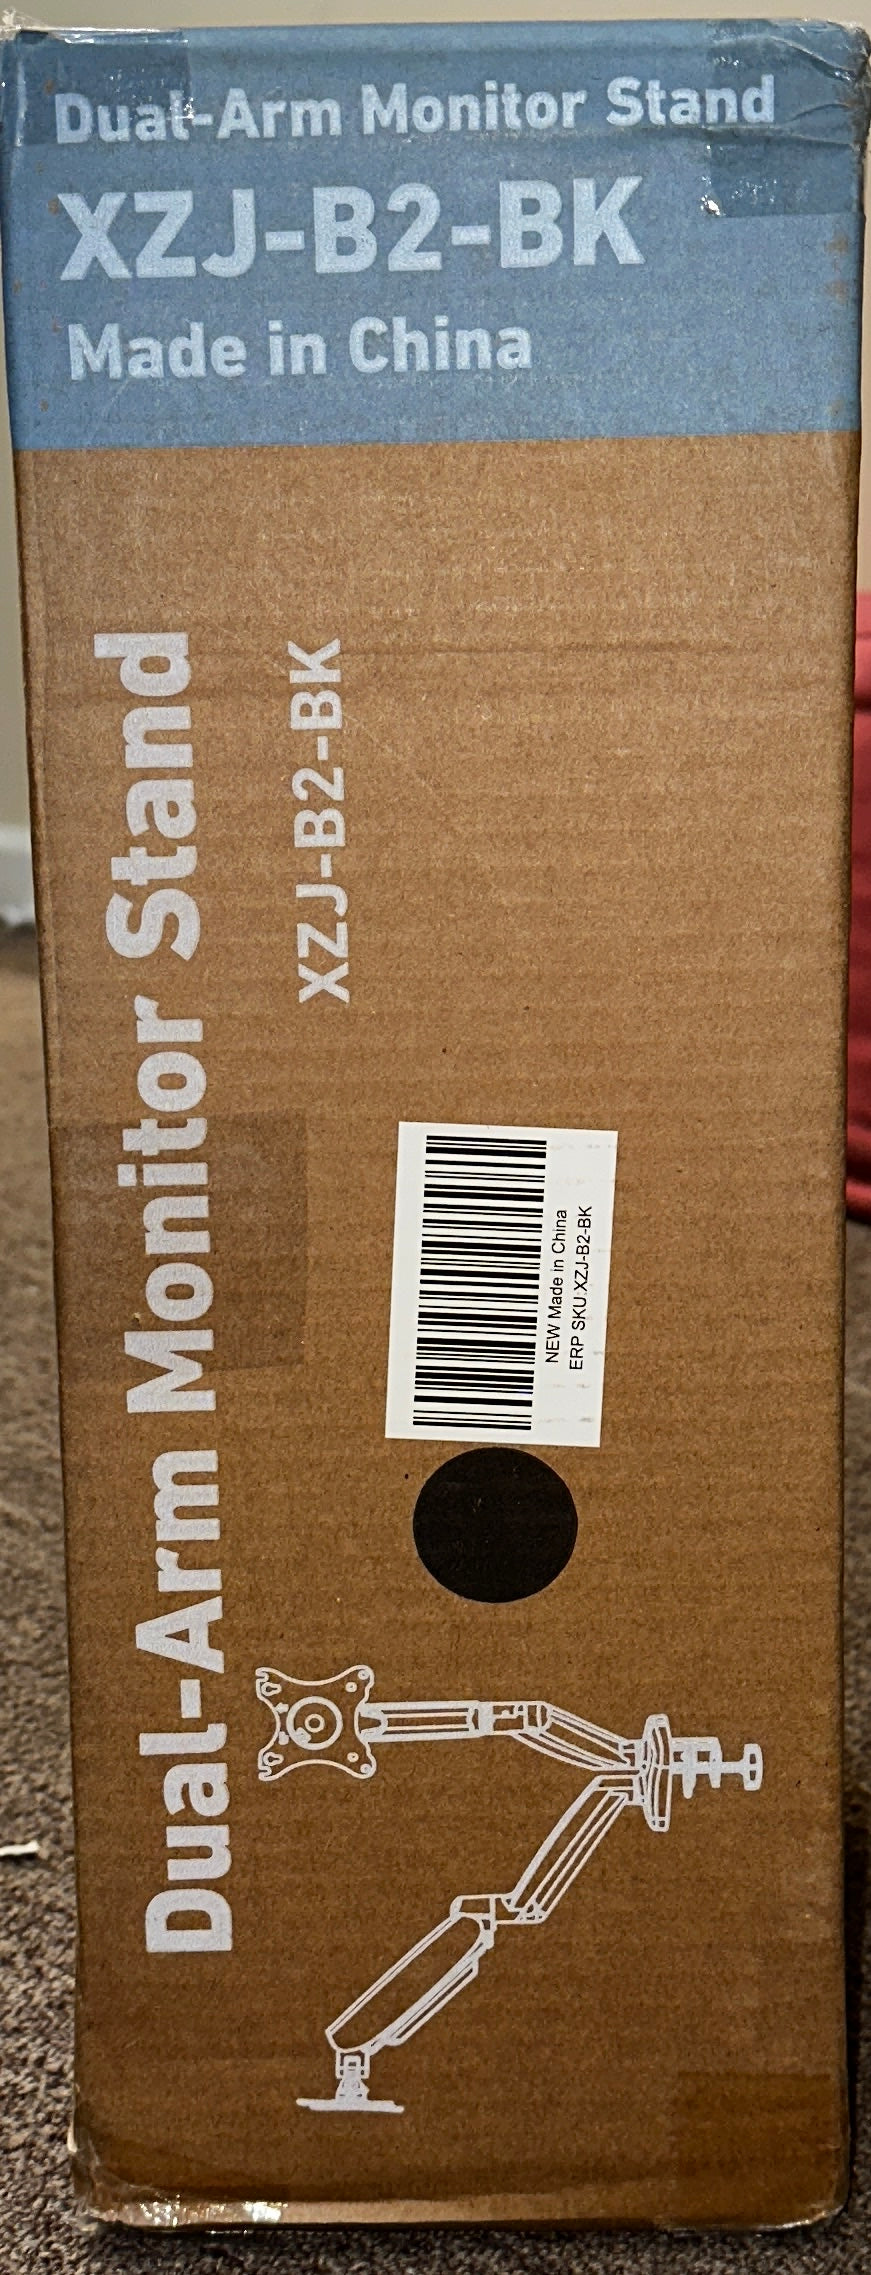 Dual-Arm Monitor Stand
XZJ-B2-BK
Made in China
Dual-Arm Monitor Stand
XZJ-B2-BK
NEW Made in China
ERP SKU:XZJ-B2-BK